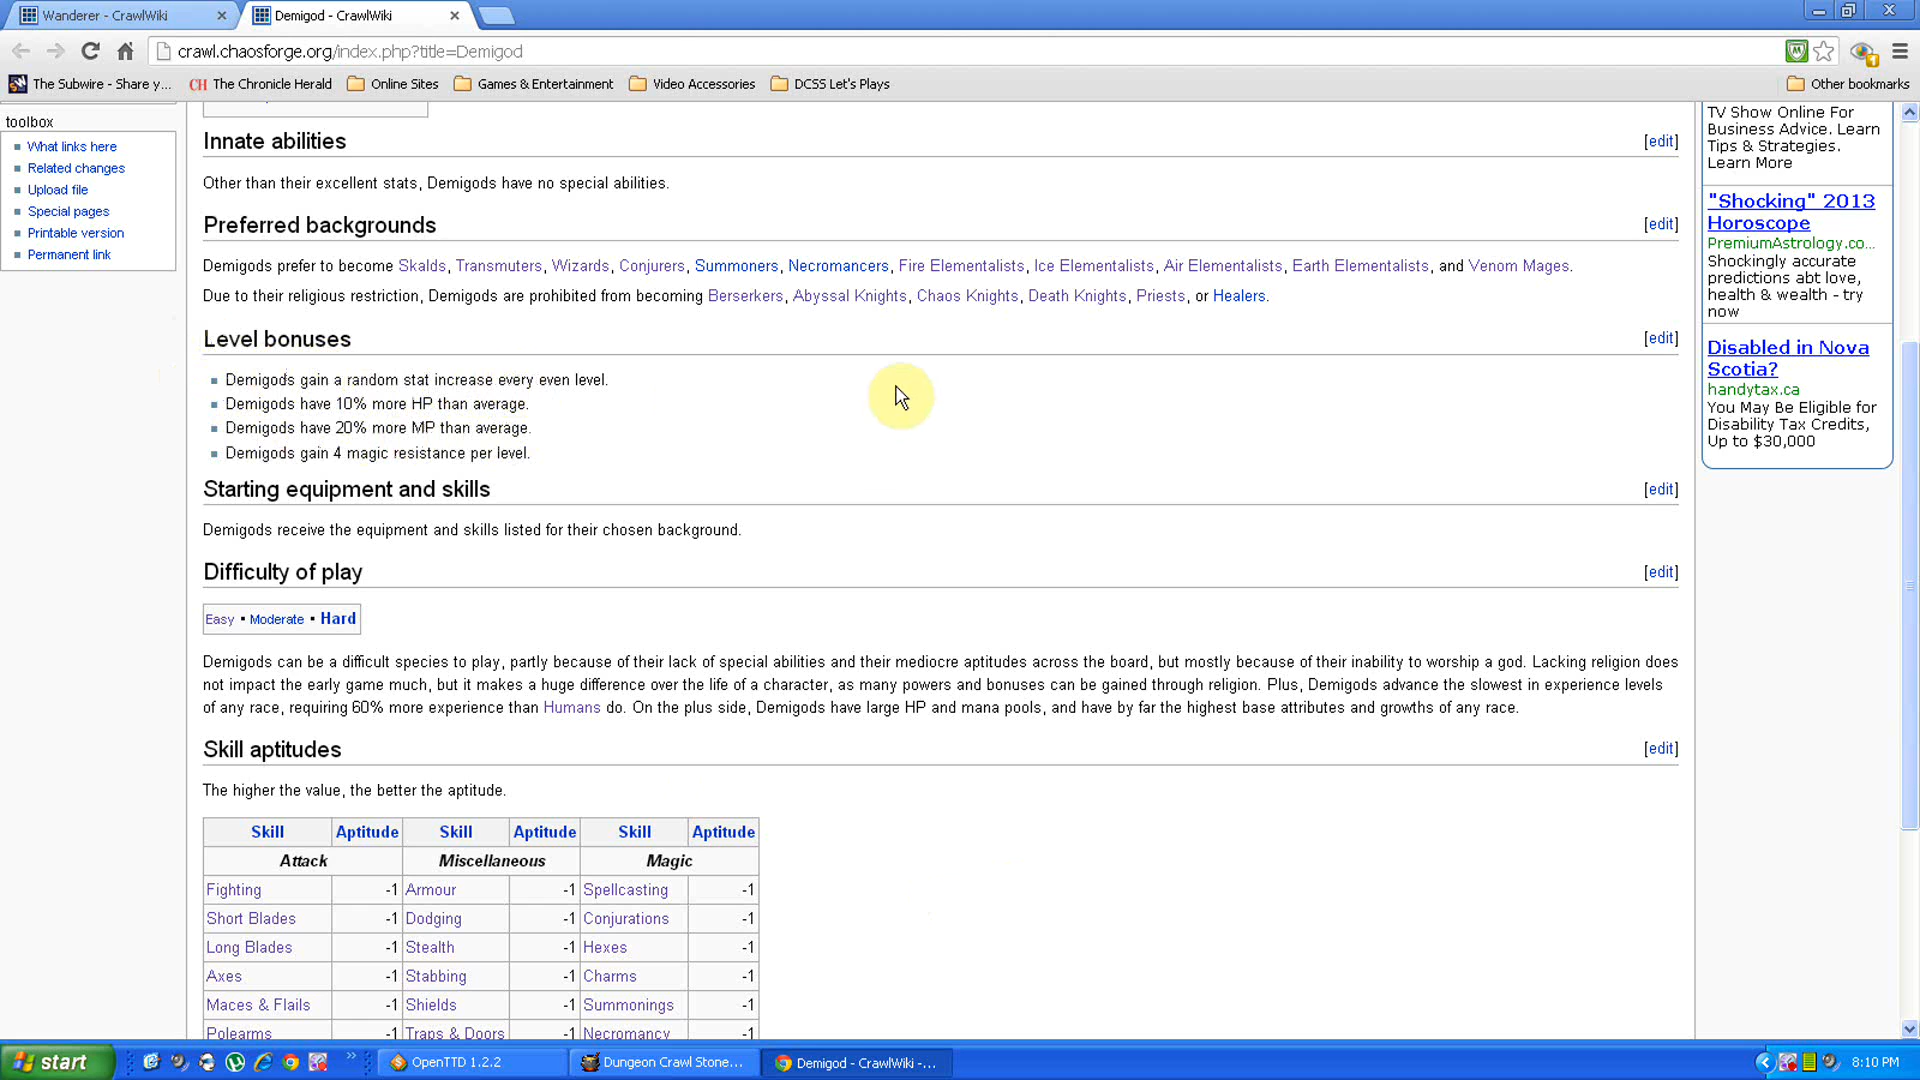 Wanderer - CrawlWiki
Demigod - CrawlWiki
crawl.chaosforge.org/index.php?title=Demigod
The Subwire - Share y...
CH The Chronicle Herald
Online Sites
Games & Entertainment
Video Accessories
DCSS Let's Plays
Other bookmarks
toolbox
What links here
Related changes
Upload file
Special pages
Printable version
Permanent link
Innate abilities
[edit]
Other than their excellent stats, Demigods have no special abilities.
Preferred backgrounds
[edit]
Demigods prefer to become Skalds, Transmuters, Wizards, Conjurers, Summoners, Necromancers, Fire Elementalists, Ice Elementalists, Air Elementalists, Earth Elementalists, and Venom Mages.
Due to their religious restriction, Demigods are prohibited from becoming Berserkers, Abyssal Knights, Chaos Knights, Death Knights, Priests, or Healers.
Level bonuses
[edit]
Demigods gain a random stat increase every even level.
Demigods have 10% more HP than average.
Demigods have 20% more MP than average.
Demigods gain 4 magic resistance per level.
Starting equipment and skills
[edit]
Demigods receive the equipment and skills listed for their chosen background.
Difficulty of play
[edit]
Easy ▪ Moderate ▪ Hard
Demigods can be a difficult species to play, partly because of their lack of special abilities and their mediocre aptitudes across the board, but mostly because of their inability to worship a god. Lacking religion does
not impact the early game much, but it makes a huge difference over the life of a character, as many powers and bonuses can be gained through religion. Plus, Demigods advance the slowest in experience levels
of any race, requiring 60% more experience than Humans do. On the plus side, Demigods have large HP and mana pools, and have by far the highest base attributes and growths of any race.
Skill aptitudes
[edit]
The higher the value, the better the aptitude.
Skill Aptitude Skill Aptitude Skill Aptitude
Attack Miscellaneous Magic
Fighting -1 Armour -1 Spellcasting -1
Short Blades -1 Dodging -1 Conjurations -1
Long Blades -1 Stealth -1 Hexes -1
Axes -1 Stabbing -1 Charms -1
Maces & Flails -1 Shields -1 Summonings -1
Polearms -1 Traps & Doors -1 Necromancy -1
TV Show Online For
Business Advice. Learn
Tips & Strategies.
Learn More
"Shocking" 2013
Horoscope
PremiumAstrology.co...
Shockingly accurate
predictions abt love,
health & wealth - try
now
Disabled in Nova
Scotia?
handytax.ca
You May Be Eligible for
Disability Tax Credits,
Up to $30,000
start
OpenTTD 1.2.2
Dungeon Crawl Stone...
Demigod - CrawlWiki -...
8:10 PM